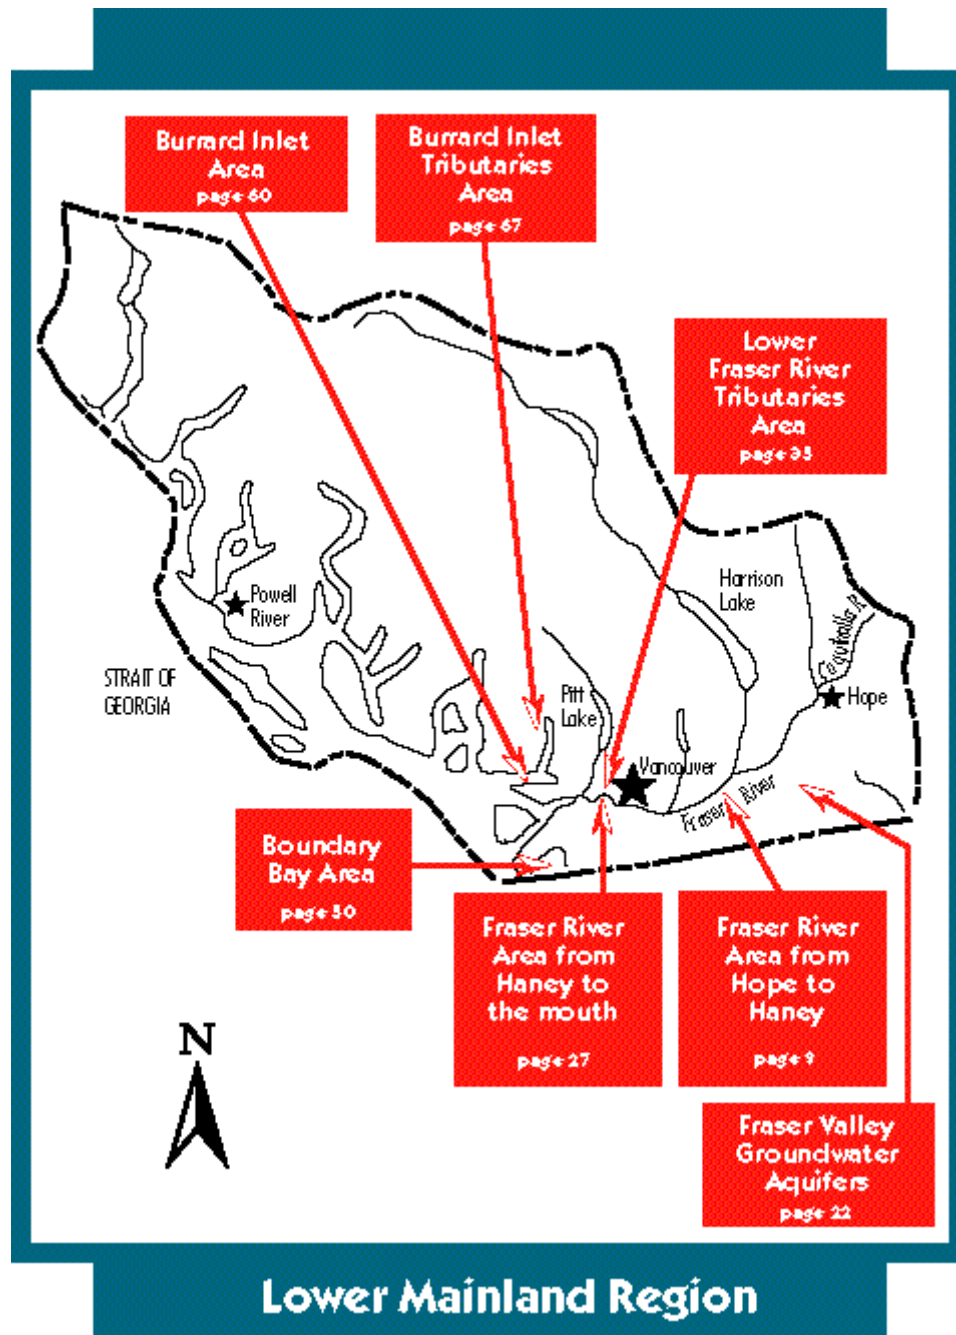 Burrard Inlet
Area
page 60
Burrard Inlet
Tributaries
Area
page 67
Lower
Fraser River
Tributaries
Area
page 35
Harrison
Lake
Coquihalla R.
Powell
River
Hope
STRAIT OF
GEORGIA
Pitt
Lake
Vancouver
Fraser River
Boundary
Bay Area
page 50
Fraser River
Area from
Haney to
the mouth
page 27
Fraser River
Area from
Hope to
Haney
page 9
N
Fraser Valley
Groundwater
Aquifers
page 22
Lower Mainland Region